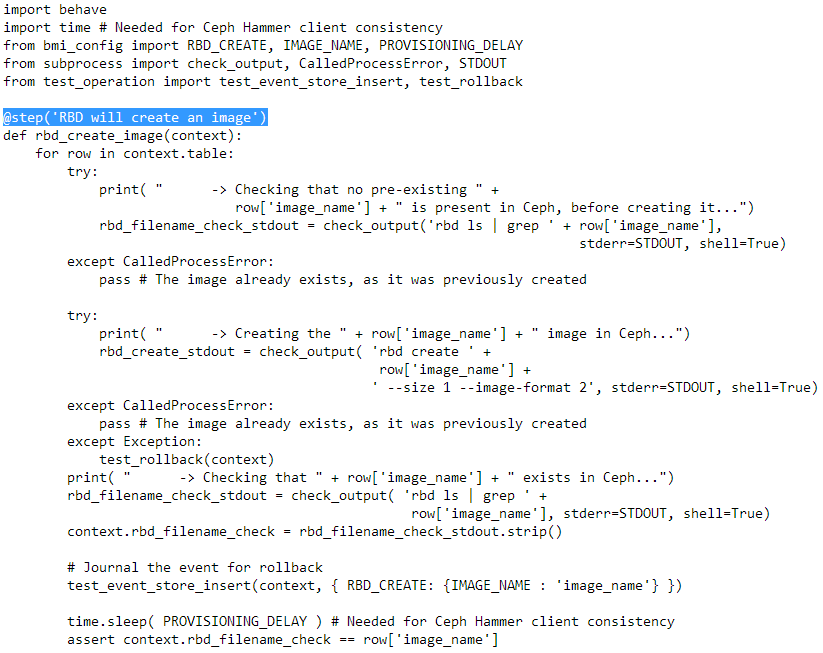 import behave
import time # Needed for Ceph Hammer client consistency
from bmi_config import RBD_CREATE, IMAGE_NAME, PROVISIONING_DELAY
from subprocess import check_output, CalledProcessError, STDOUT
from test_operation import test_event_store_insert, test_rollback

@step('RBD will create an image')
def rbd_create_image(context):
    for row in context.table:
        try:
            print( "      -> Checking that no pre-existing " +
                             row['image_name'] + " is present in Ceph, before creating it...")
            rbd_filename_check_stdout = check_output('rbd ls | grep ' + row['image_name'],
                                                                        stderr=STDOUT, shell=True)
        except CalledProcessError:
            pass # The image already exists, as it was previously created

        try:
            print( "      -> Creating the " + row['image_name'] + " image in Ceph...")
            rbd_create_stdout = check_output( 'rbd create ' +
                                               row['image_name'] +
                                              ' --size 1 --image-format 2', stderr=STDOUT, shell=True)
        except CalledProcessError:
            pass # The image already exists, as it was previously created
        except Exception:
            test_rollback(context)
        print( "      -> Checking that " + row['image_name'] + " exists in Ceph...")
        rbd_filename_check_stdout = check_output( 'rbd ls | grep ' +
                                                   row['image_name'], stderr=STDOUT, shell=True)
        context.rbd_filename_check = rbd_filename_check_stdout.strip()

        # Journal the event for rollback
        test_event_store_insert(context, { RBD_CREATE: {IMAGE_NAME : 'image_name'} })

        time.sleep( PROVISIONING_DELAY ) # Needed for Ceph Hammer client consistency
        assert context.rbd_filename_check == row['image_name']